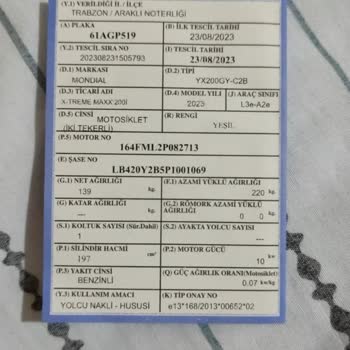 (Y.1) VERİLDİĞİ İL / İLÇE
TRABZON / ARAKLI NOTERLİĞİ
(A) PLAKA (B) İLK TESCİL TARİHİ
61AGP519 23/08/2023
(Y.2) TESCİL SIRA NO (I) TESCİL TARİHİ
202308231505793 23/08/2023
(D.1) MARKASI (D.2) TİPİ
MONDIAL YX200GY-C2B
(D.3) TİCARİ ADI (D.4) MODEL YILI (J) ARAÇ SINIFI
X-TREME MAXX 200İ 2023 L3e-A2e
(D.5) CİNSİ MOTOSİKLET (R) RENGİ
(İKİ TEKERLİ) YEŞİL
(P.5) MOTOR NO
164FML2P082713
(E) ŞASE NO
LB420Y2B5P1001069
(G.1) NET AĞIRLIĞI (F.1) AZAMİ YÜKLÜ AĞIRLIĞI
139 kg. 220 kg.
(G) KATAR AĞIRLIĞI (G.2) RÖMORK AZAMİ YÜKLÜ AĞIRLIĞI
--- kg. 0 0 kg.
(S.1) KOLTUK SAYISI (Sür.Dahil) (S.2) AYAKTA YOLCU SAYISI
1 ---
(P.1) SİLİNDİR HACMİ (P.2) MOTOR GÜCÜ
197 cm³ 10 kw
(P.3) YAKIT CİNSİ (Q) GÜÇ AĞIRLIK ORANI(Motosiklet)
BENZİNLİ 0.07 kw/kg
(Y.3) KULLANIM AMACI (K) TİP ONAY NO
YOLCU NAKLİ - HUSUSİ e13*168/2013*00652*02